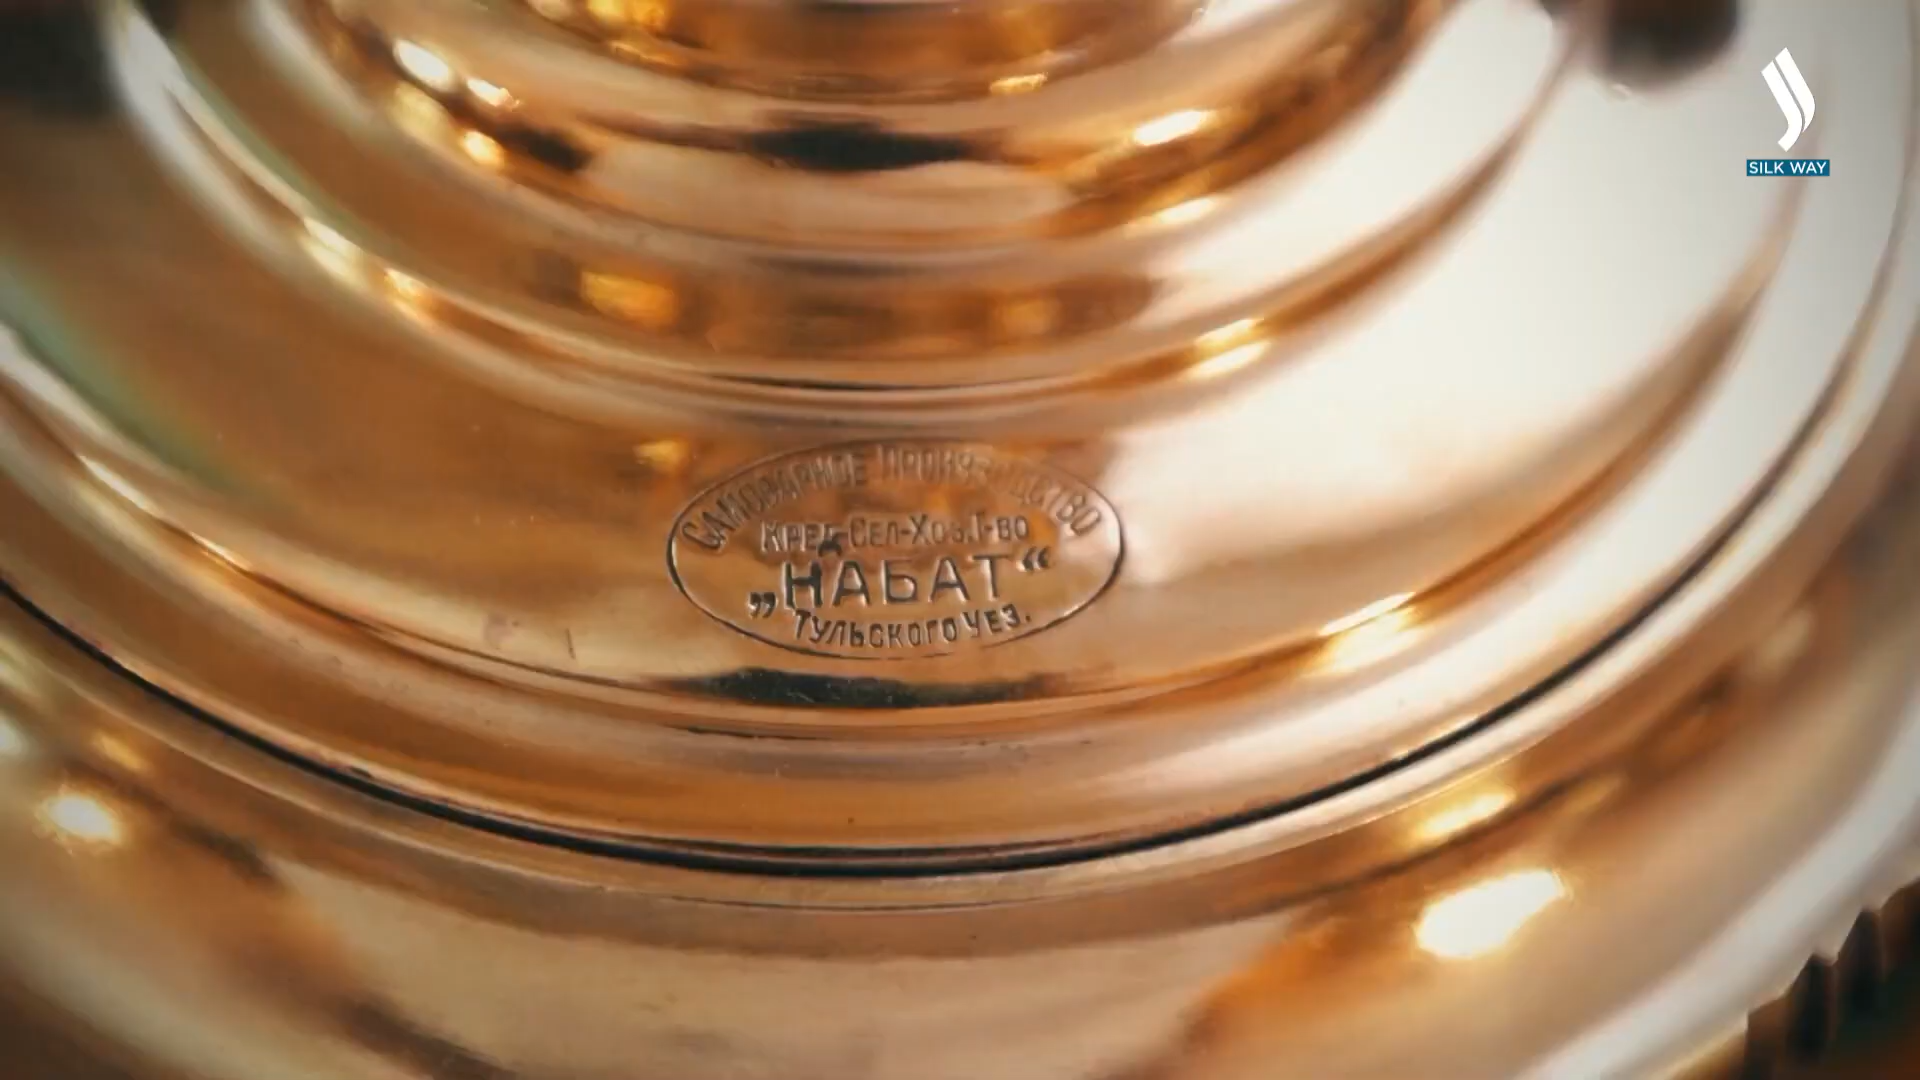 SILK WAY
САМОВАРНОЕ ПРОИЗВОДСТВО
КРЕД-СЕЛ-ХОЗ.Т-ВО
„НАБАТ“
ТУЛЬСКОГО УЕЗ.